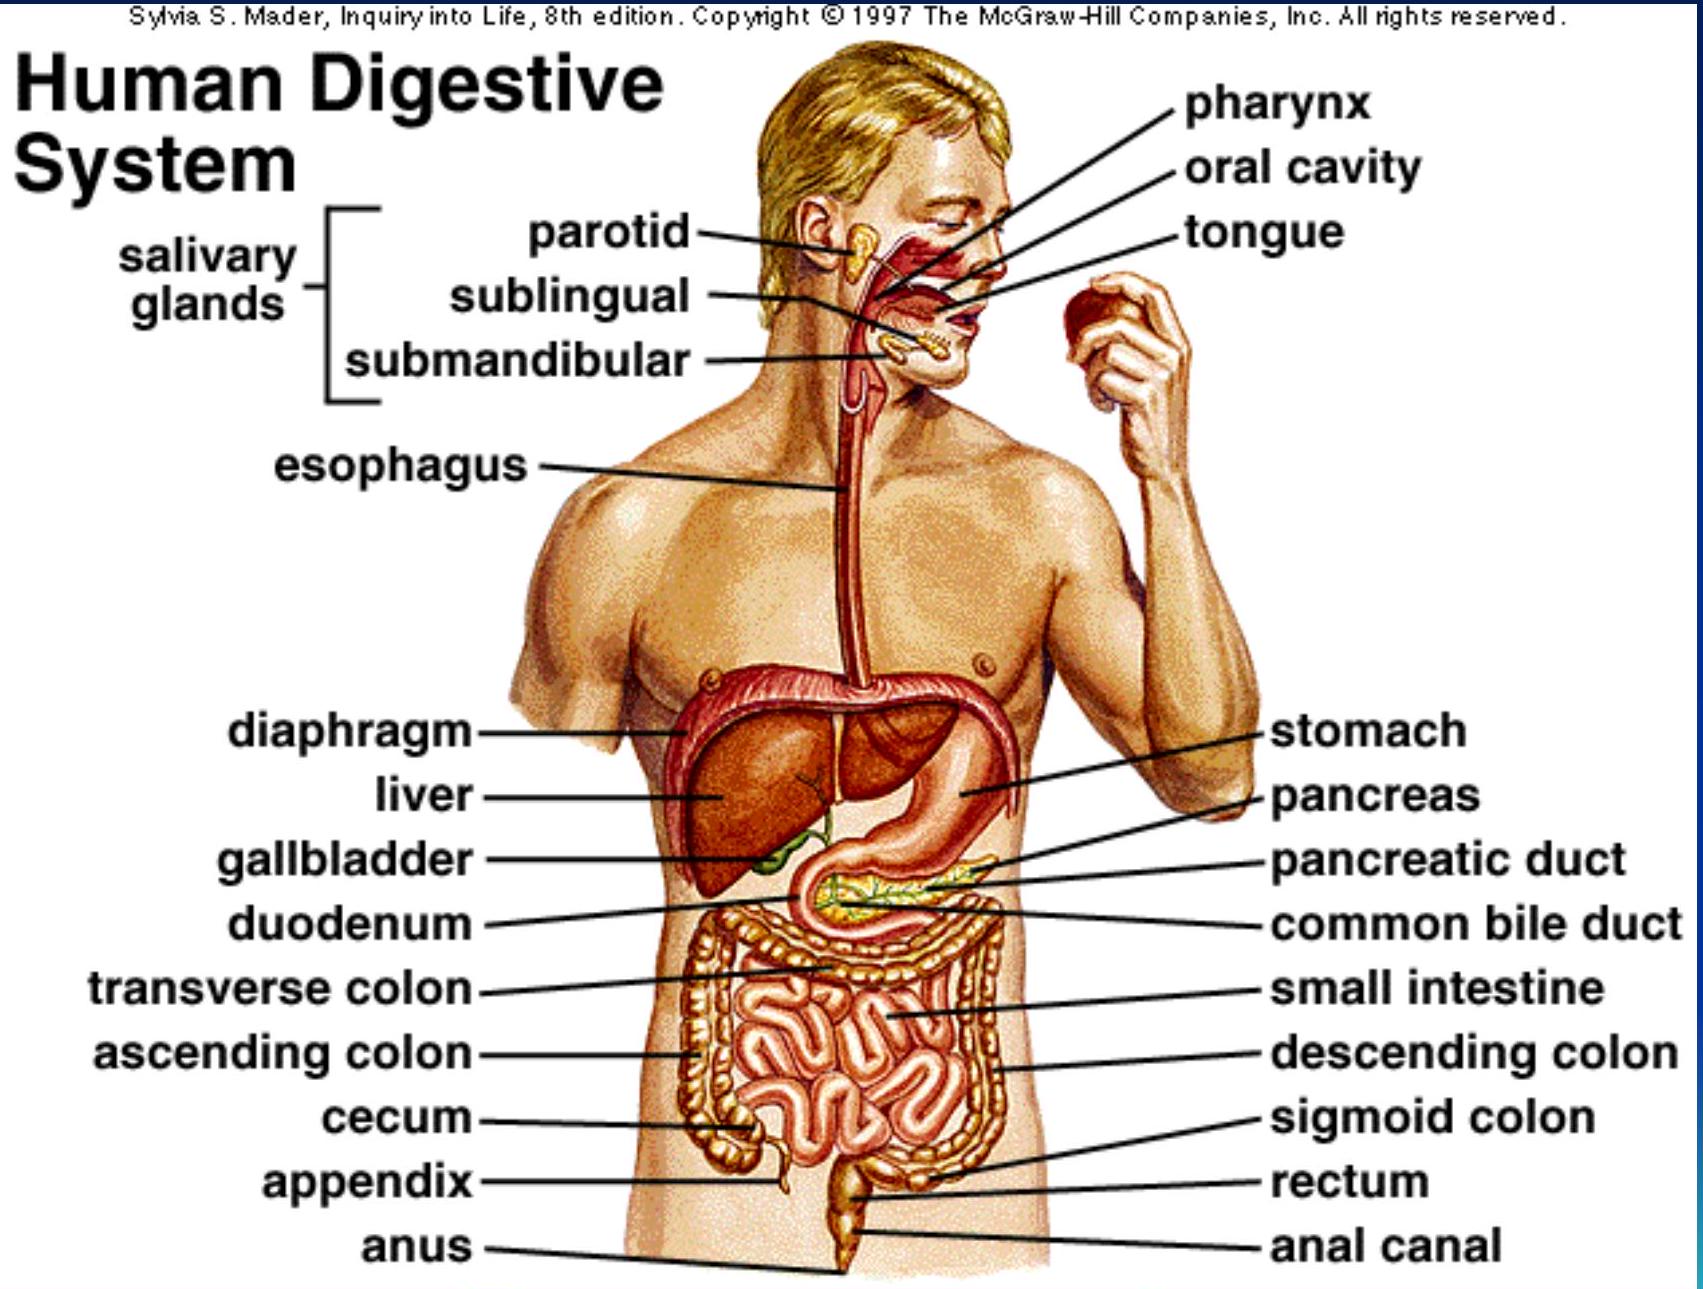 Sylvia S. Mader, Inquiry into Life, 8th edition. Copyright © 1997 The McGraw-Hill Companies, Inc. All rights reserved.
Human Digestive
System
salivary
glands
parotid
sublingual
submandibular
esophagus
pharynx
oral cavity
tongue
diaphragm
liver
gallbladder
duodenum
transverse colon
ascending colon
cecum
appendix
anus
stomach
pancreas
pancreatic duct
common bile duct
small intestine
descending colon
sigmoid colon
rectum
anal canal